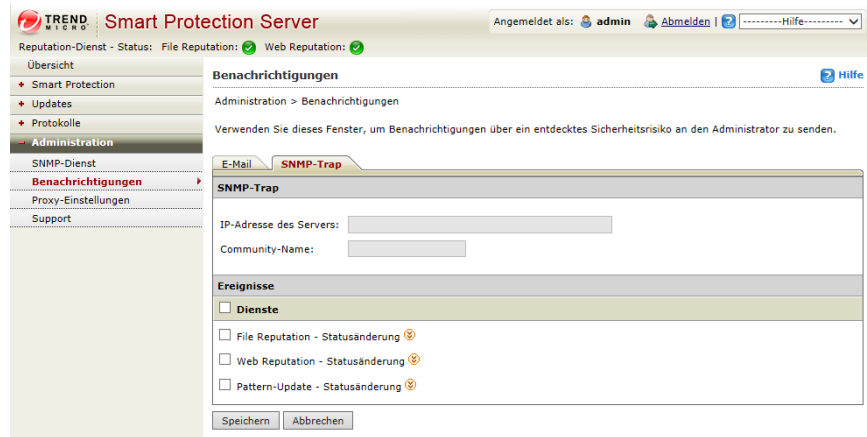 TREND MICRO Smart Protection Server
Angemeldet als: admin Abmelden | ? ---------Hilfe---------
Reputation-Dienst - Status: File Reputation: Web Reputation:
Übersicht
+ Smart Protection
+ Updates
+ Protokolle
- Administration
SNMP-Dienst
Benachrichtigungen
Proxy-Einstellungen
Support
Benachrichtigungen
? Hilfe
Administration > Benachrichtigungen
Verwenden Sie dieses Fenster, um Benachrichtigungen über ein entdecktes Sicherheitsrisiko an den Administrator zu senden.
E-Mail SNMP-Trap
SNMP-Trap
IP-Adresse des Servers:
Community-Name:
Ereignisse
Dienste
File Reputation - Statusänderung
Web Reputation - Statusänderung
Pattern-Update - Statusänderung
Speichern Abbrechen